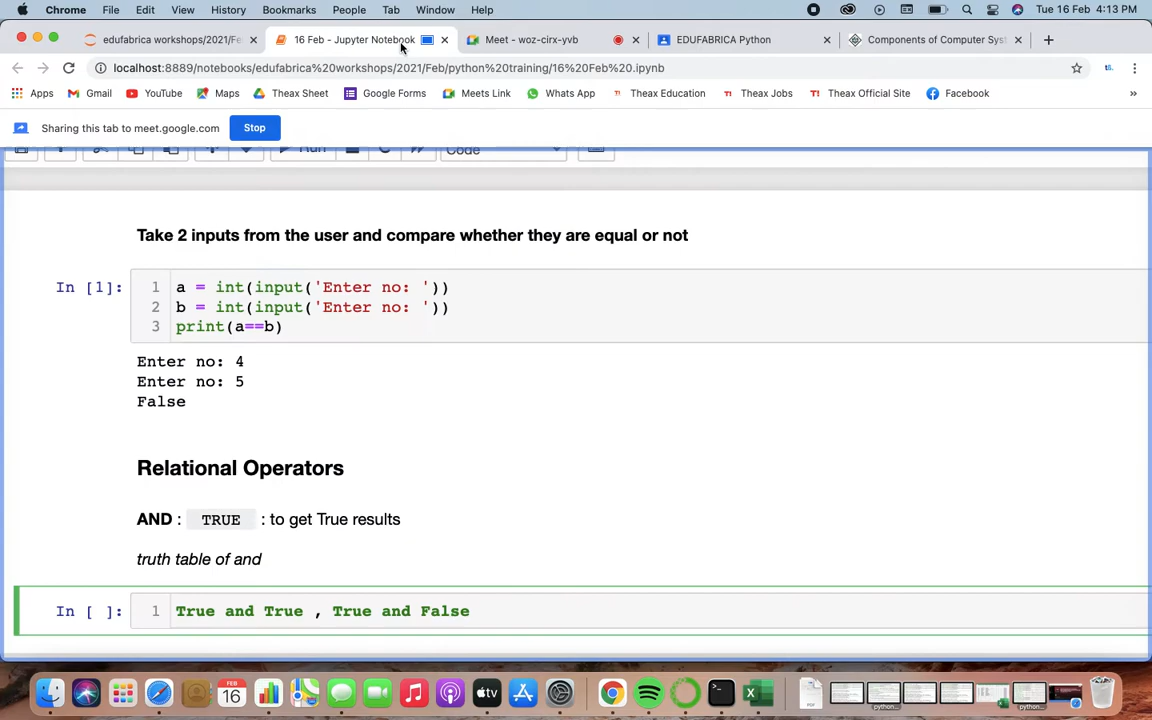 Chrome File Edit View History Bookmarks People Tab Window Help Tue 16 Feb 4:13 PM
edufabrica workshops/2021/Fe 16 Feb - Jupyter Notebook Meet - woz-cirx-yvb EDUFABRICA Python Components of Computer Syst
localhost:8889/notebooks/edufabrica%20workshops/2021/Feb/python%20training/16%20Feb%20.ipynb
Apps Gmail YouTube Maps Theax Sheet Google Forms Meets Link Whats App Theax Education Theax Jobs Theax Official Site Facebook
Sharing this tab to meet.google.com Stop
Run Code
Take 2 inputs from the user and compare whether they are equal or not
In [1]: 1 a = int(input('Enter no: '))
2 b = int(input('Enter no: '))
3 print(a==b)
Enter no: 4
Enter no: 5
False
Relational Operators
AND : TRUE : to get True results
truth table of and
In [ ]: 1 True and True , True and False
FEB
16 tv
python... python...